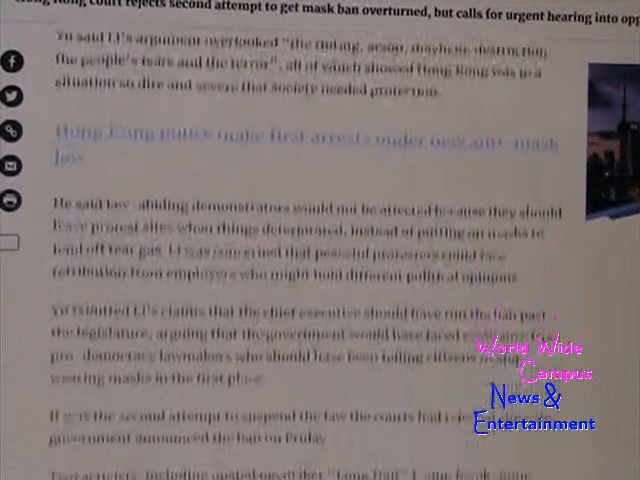 Hong Kong court rejects second attempt to get mask ban overturned, but calls for urgent hearing into opp
Yu said Li's argument overlooked "the rioting, arson, mayhem, destruction,
the people's fears and the terror", all of which showed Hong Kong was in a
situation so dire and severe that society needed protection.
Hong Kong police make first arrests under new anti-mask
law
He said law-abiding demonstrators would not be affected because they should
leave protest sites when things deteriorated, instead of putting on masks to
fend off tear gas. Li was concerned that peaceful protesters could face
retribution from employers who might hold different political opinions.
Yu rebutted Li's claims that the chief executive should have run the ban past
the legislature, arguing that the government would have faced
pro-democracy lawmakers who should have been telling citizens to stop
wearing masks in the first place.
It was the second attempt to suspend the law the courts had since the
government announced the ban on Friday.
Two activists, including
World Wide
Campus
News &
Entertainment